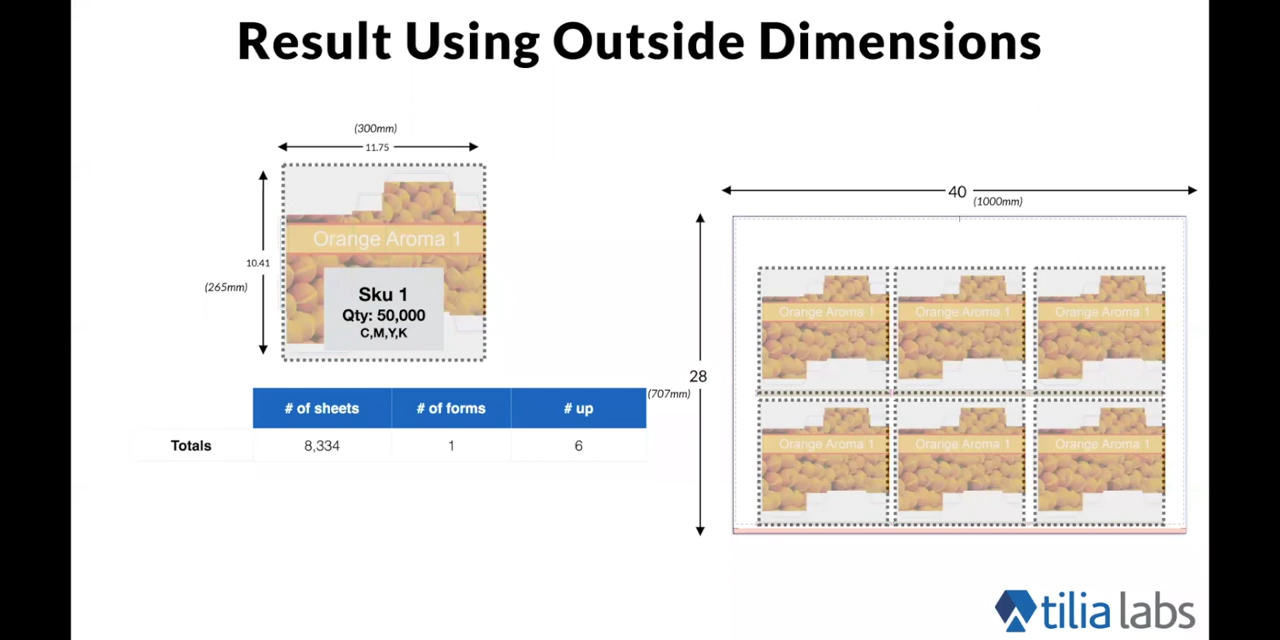 Result Using Outside Dimensions
(300mm)
11.75
10.41
(265mm)
Orange Aroma 1
Sku 1
Qty: 50,000
C,M,Y,K
# of sheets # of forms # up
Totals 8,334 1 6
40
(1000mm)
28
(707mm)
Orange Aroma 1 Orange Aroma 1 Orange Aroma 1
Orange Aroma 1 Orange Aroma 1 Orange Aroma 1
tilia labs